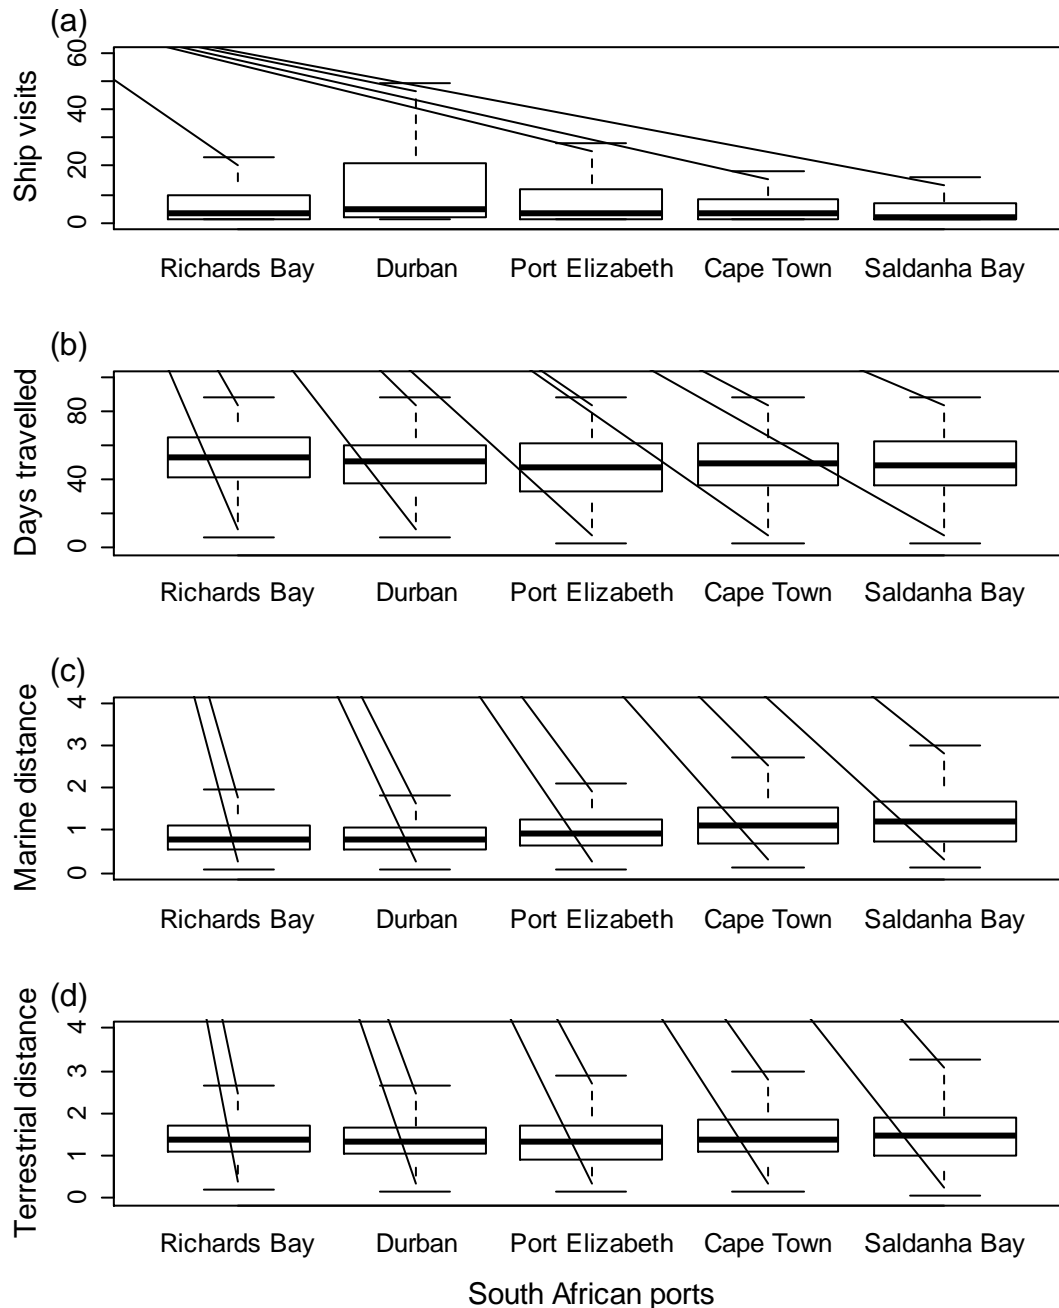 (a)
Ship visits
60
40
20
0
Richards Bay Durban Port Elizabeth Cape Town Saldanha Bay
(b)
Days travelled
80
40
0
Richards Bay Durban Port Elizabeth Cape Town Saldanha Bay
(c)
Marine distance
4
3
2
1
0
Richards Bay Durban Port Elizabeth Cape Town Saldanha Bay
(d)
Terrestrial distance
4
3
2
1
0
Richards Bay Durban Port Elizabeth Cape Town Saldanha Bay
South African ports